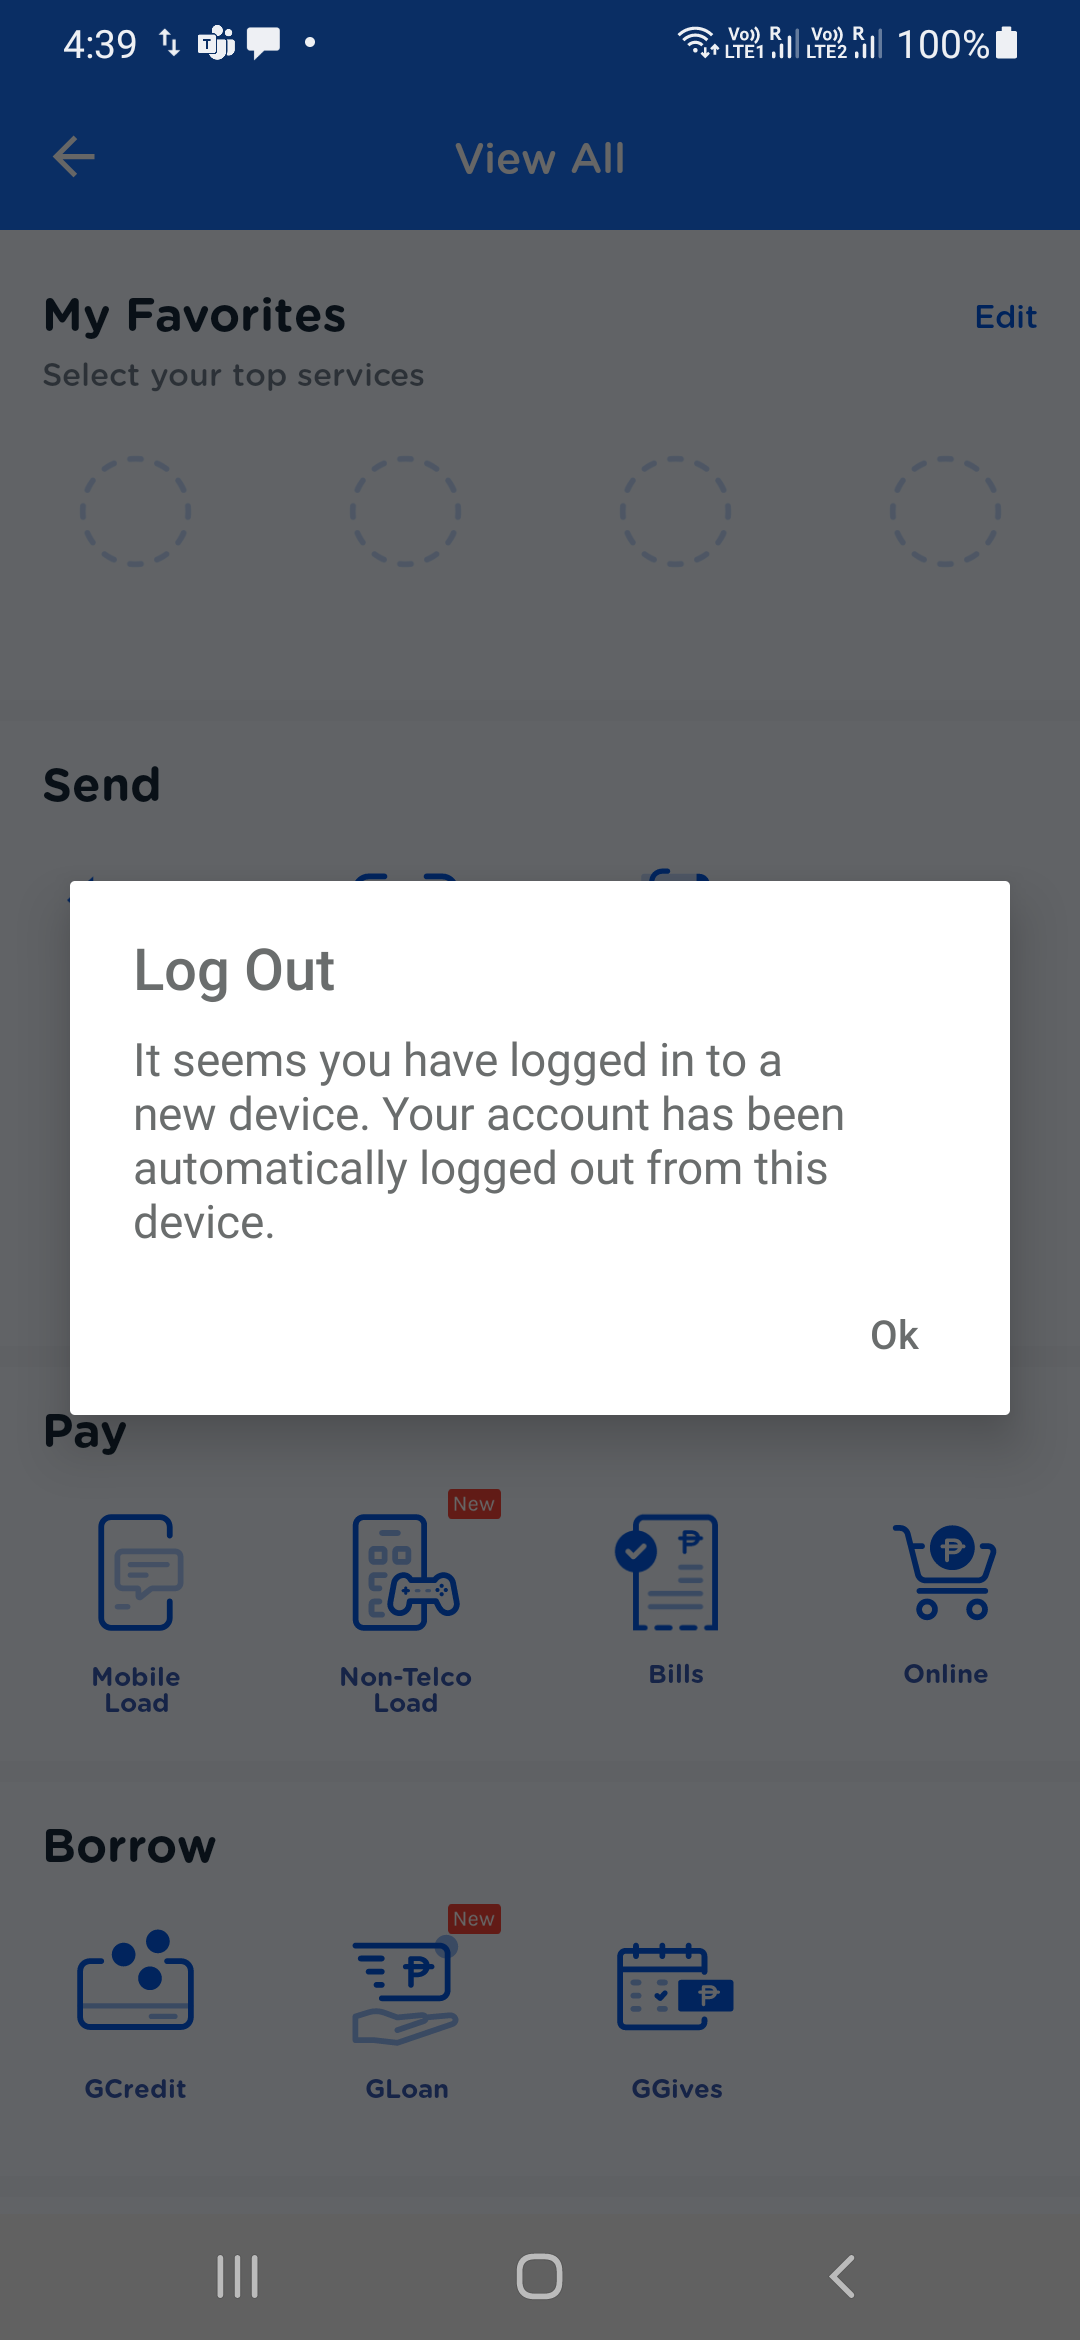 4:39
Vo)) R Vo)) R
LTE1 LTE2 100%
View All
My Favorites
Edit
Select your top services
Send
Log Out
It seems you have logged in to a
new device. Your account has been
automatically logged out from this
device.
Ok
Pay
New
Mobile
Load
Non-Telco
Load
Bills
Online
Borrow
New
GCredit
GLoan
GGives